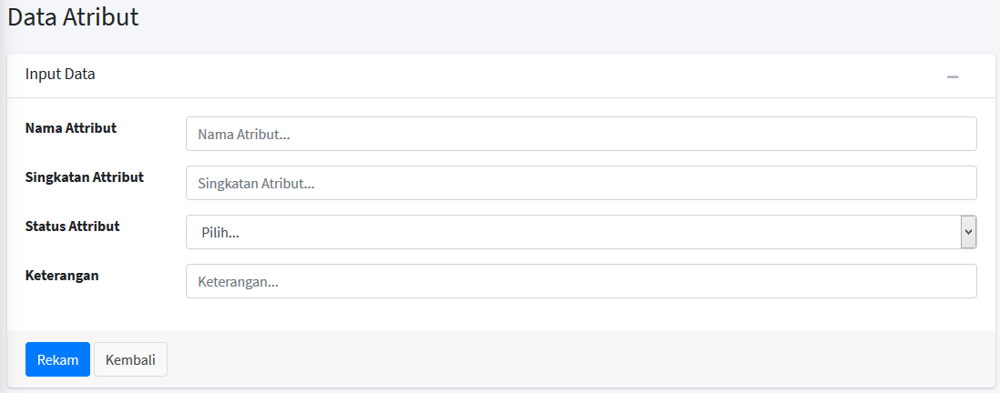 Data Atribut
Input Data
Nama Attribut
Nama Atribut...
Singkatan Attribut
Singkatan Atribut...
Status Attribut
Pilih...
Keterangan
Keterangan...
Rekam
Kembali